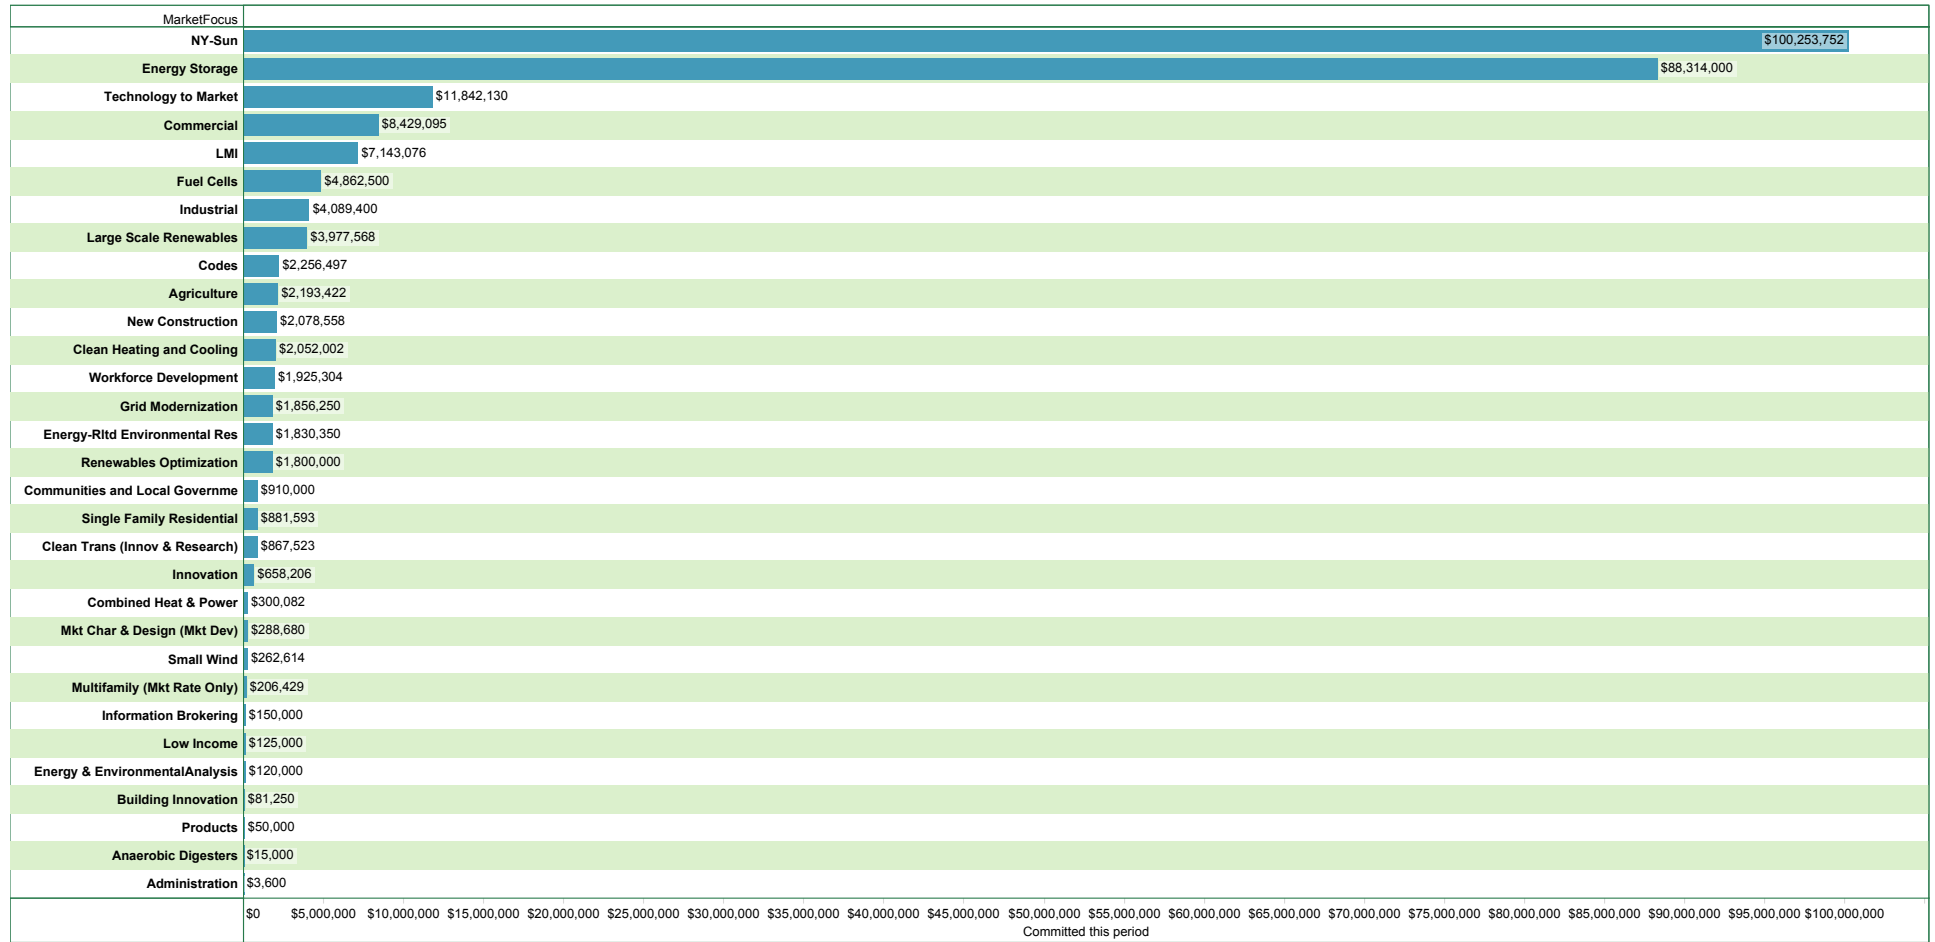 MarketFocus
NY-Sun $100,253,752
Energy Storage $88,314,000
Technology to Market $11,842,130
Commercial $8,429,095
LMI $7,143,076
Fuel Cells $4,862,500
Industrial $4,089,400
Large Scale Renewables $3,977,568
Codes $2,256,497
Agriculture $2,193,422
New Construction $2,078,558
Clean Heating and Cooling $2,052,002
Workforce Development $1,925,304
Grid Modernization $1,856,250
Energy-Rltd Environmental Res $1,830,350
Renewables Optimization $1,800,000
Communities and Local Governme $910,000
Single Family Residential $881,593
Clean Trans (Innov & Research) $867,523
Innovation $658,206
Combined Heat & Power $300,082
Mkt Char & Design (Mkt Dev) $288,680
Small Wind $262,614
Multifamily (Mkt Rate Only) $206,429
Information Brokering $150,000
Low Income $125,000
Energy & EnvironmentalAnalysis $120,000
Building Innovation $81,250
Products $50,000
Anaerobic Digesters $15,000
Administration $3,600
$0 $5,000,000 $10,000,000 $15,000,000 $20,000,000 $25,000,000 $30,000,000 $35,000,000 $40,000,000 $45,000,000 $50,000,000 $55,000,000 $60,000,000 $65,000,000 $70,000,000 $75,000,000 $80,000,000 $85,000,000 $90,000,000 $95,000,000 $100,000,000
Committed this period